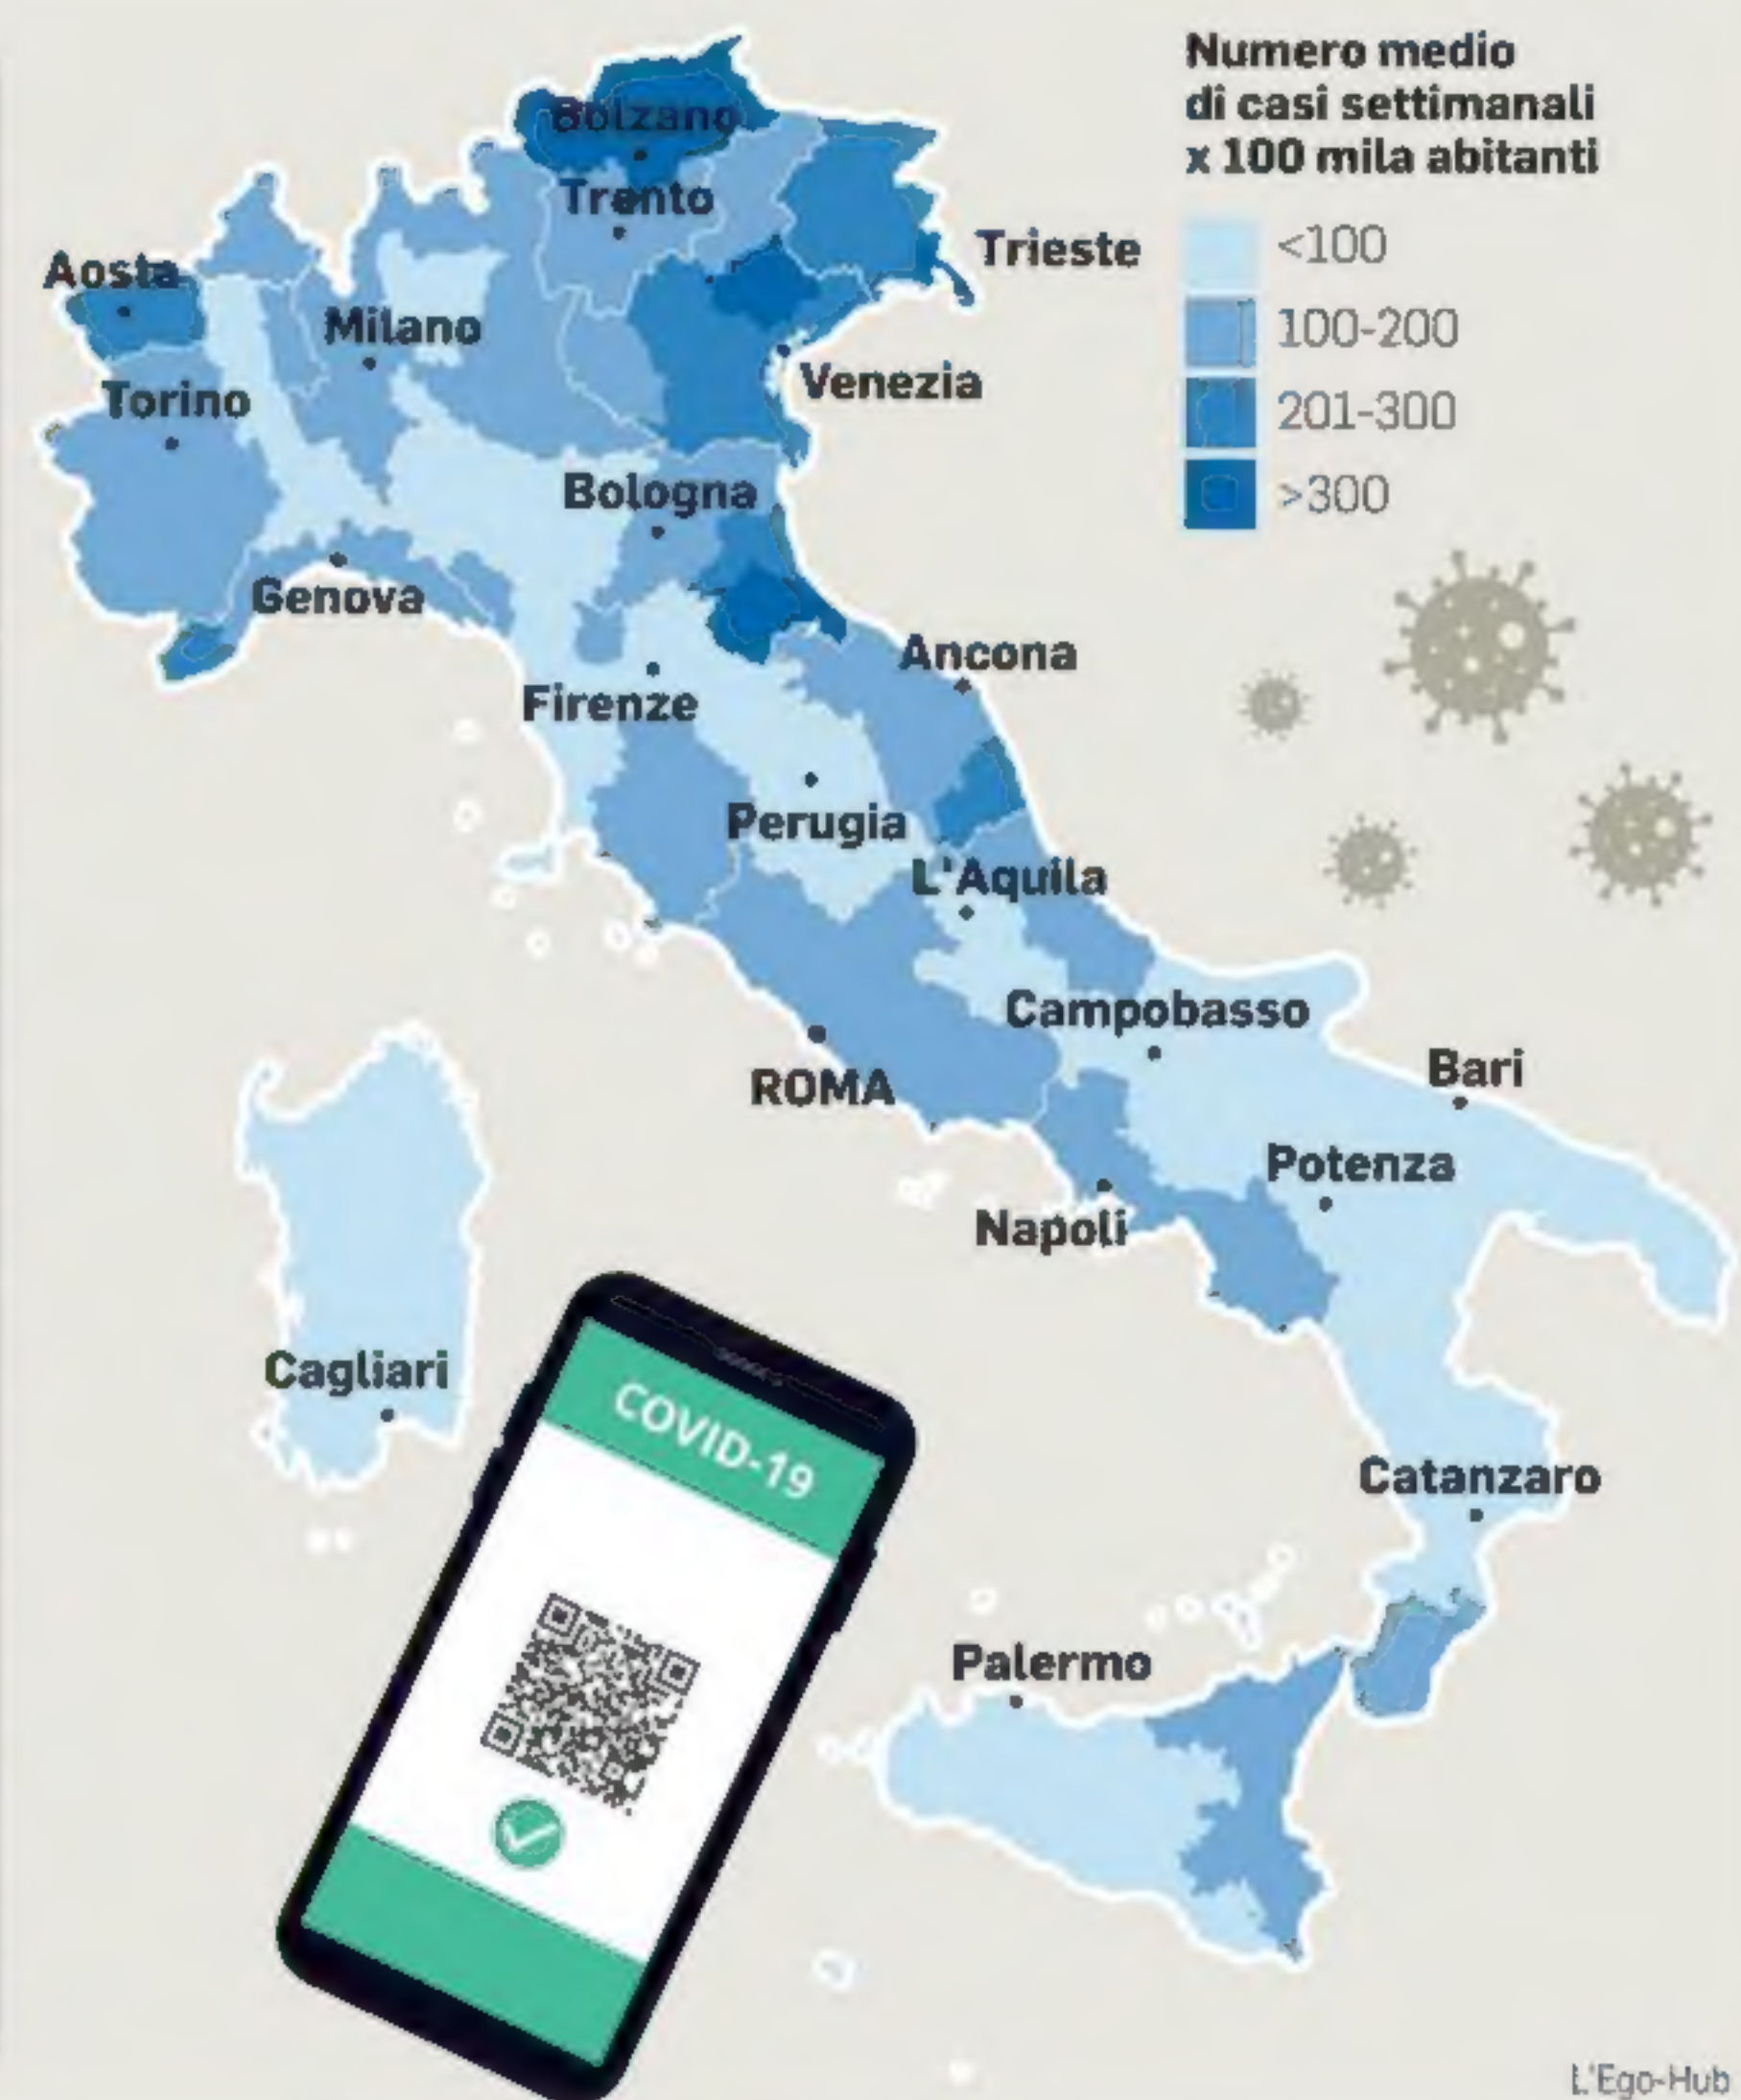 Numero medio
di casi settimanali
x 100 mila abitanti
<100
100-200
201-300
>300
Bolzano
Trento
Trieste
Aosta
Milano
Venezia
Torino
Bologna
Genova
Ancona
Firenze
Perugia
L'Aquila
Campobasso
Bari
ROMA
Potenza
Napoli
Cagliari
COVID-19
Catanzaro
Palermo
L'Ego-Hub